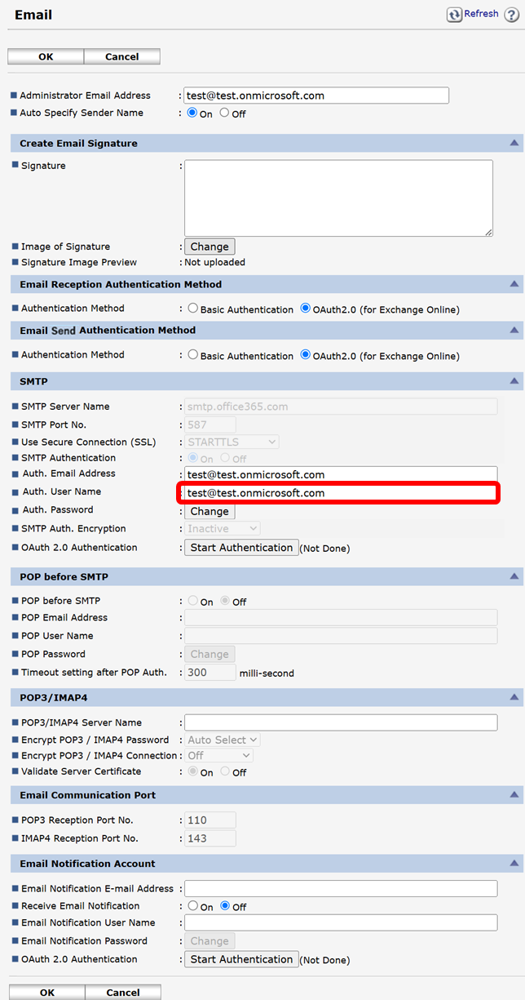 Email Refresh ?
OK Cancel
Administrator Email Address : test@test.onmicrosoft.com
Auto Specify Sender Name : On Off
Create Email Signature
Signature :
Image of Signature : Change
Signature Image Preview : Not uploaded
Email Reception Authentication Method
Authentication Method : Basic Authentication OAuth2.0 (for Exchange Online)
Email Send Authentication Method
Authentication Method : Basic Authentication OAuth2.0 (for Exchange Online)
SMTP
SMTP Server Name : smtp.office365.com
SMTP Port No. : 587
Use Secure Connection (SSL) : STARTTLS
SMTP Authentication : On Off
Auth. Email Address : test@test.onmicrosoft.com
Auth. User Name : test@test.onmicrosoft.com
Auth. Password : Change
SMTP Auth. Encryption : Inactive
OAuth 2.0 Authentication : Start Authentication (Not Done)
POP before SMTP
POP before SMTP : On Off
POP Email Address :
POP User Name :
POP Password : Change
Timeout setting after POP Auth. : 300 milli-second
POP3/IMAP4
POP3/IMAP4 Server Name :
Encrypt POP3 / IMAP4 Password : Auto Select
Encrypt POP3 / IMAP4 Connection : Off
Validate Server Certificate : On Off
Email Communication Port
POP3 Reception Port No. : 110
IMAP4 Reception Port No. : 143
Email Notification Account
Email Notification E-mail Address :
Receive Email Notification : On Off
Email Notification User Name :
Email Notification Password : Change
OAuth 2.0 Authentication : Start Authentication (Not Done)
OK Cancel